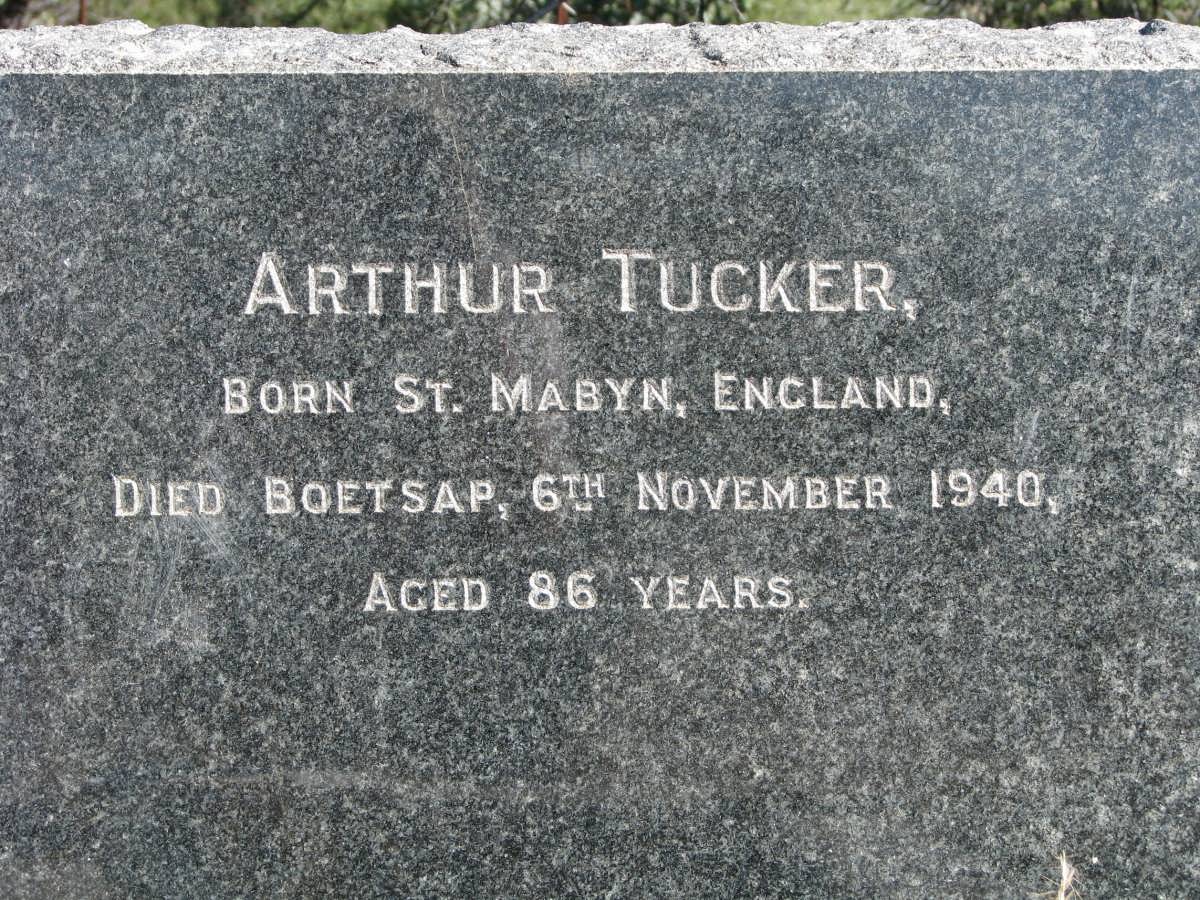 ARTHUR TUCKER,
BORN ST. MABYN, ENGLAND,
DIED BOETSAP, 6TH NOVEMBER 1940,
AGED 86 YEARS.